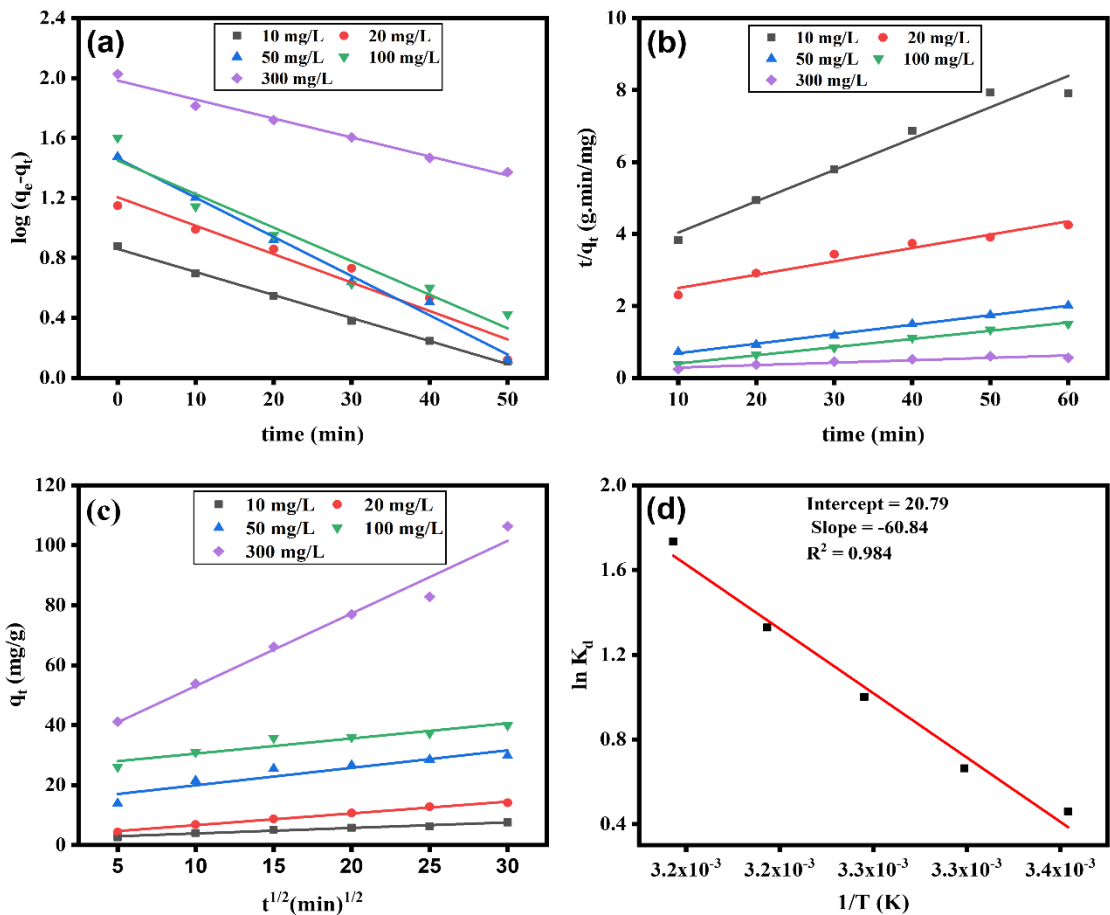 (a)
10 mg/L
20 mg/L
50 mg/L
100 mg/L
300 mg/L
2.4
2.0
1.6
1.2
0.8
0.4
0.0
log (qₑ-qₜ)
0 10 20 30 40 50
time (min)
(b)
10 mg/L
20 mg/L
50 mg/L
100 mg/L
300 mg/L
10
8
6
4
2
0
t/qₜ (g.min/mg)
10 20 30 40 50 60
time (min)
(c)
10 mg/L
20 mg/L
50 mg/L
100 mg/L
300 mg/L
120
100
80
60
40
20
0
qₜ (mg/g)
5 10 15 20 25 30
t^1/2(min)^1/2
(d)
Intercept = 20.79
Slope = -60.84
R² = 0.984
2.0
1.6
1.2
0.8
0.4
ln K_d
3.2x10⁻³ 3.2x10⁻³ 3.3x10⁻³ 3.3x10⁻³ 3.4x10⁻³
1/T (K)